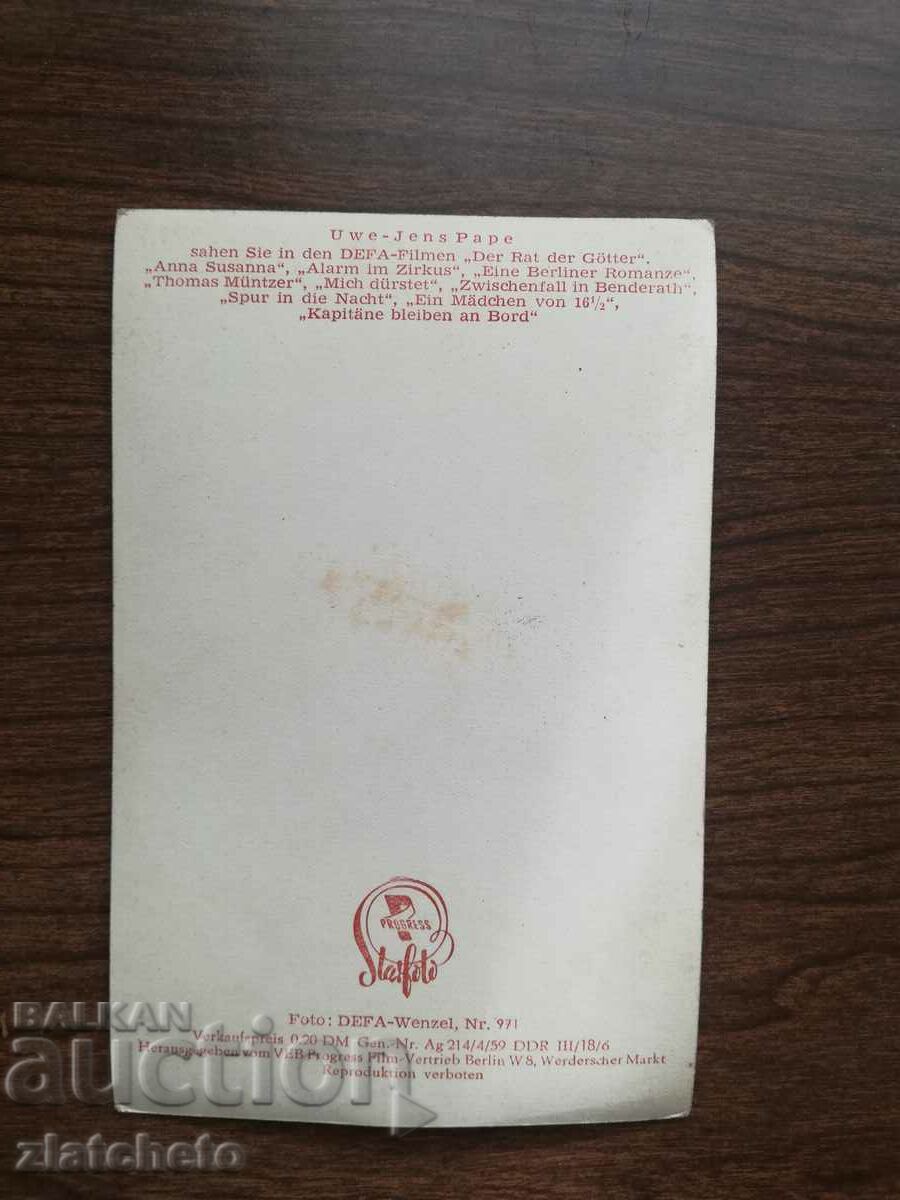 Uwe-Jens Pape
sahen Sie in den DEFA-Filmen „Der Rat der Götter“,
„Anna Susanna“, „Alarm im Zirkus“, „Eine Berliner Romanze“,
„Thomas Müntzer“, „Mich dürstet“, „Zwischenfall in Benderath“,
„Spur in die Nacht“, „Ein Mädchen von 16½“,
„Kapitäne bleiben an Bord“
PROGRESS
Starfoto
Foto: DEFA-Wenzel, Nr. 971
Verkaufspreis 0,20 DM Gen.-Nr. Ag 214/4/59 DDR III/18/6
Herausgegeben vom VEB Progress Film-Vertrieb Berlin W 8, Werderscher Markt
Reproduktion verboten
BALKAN
auction
zlatcheto